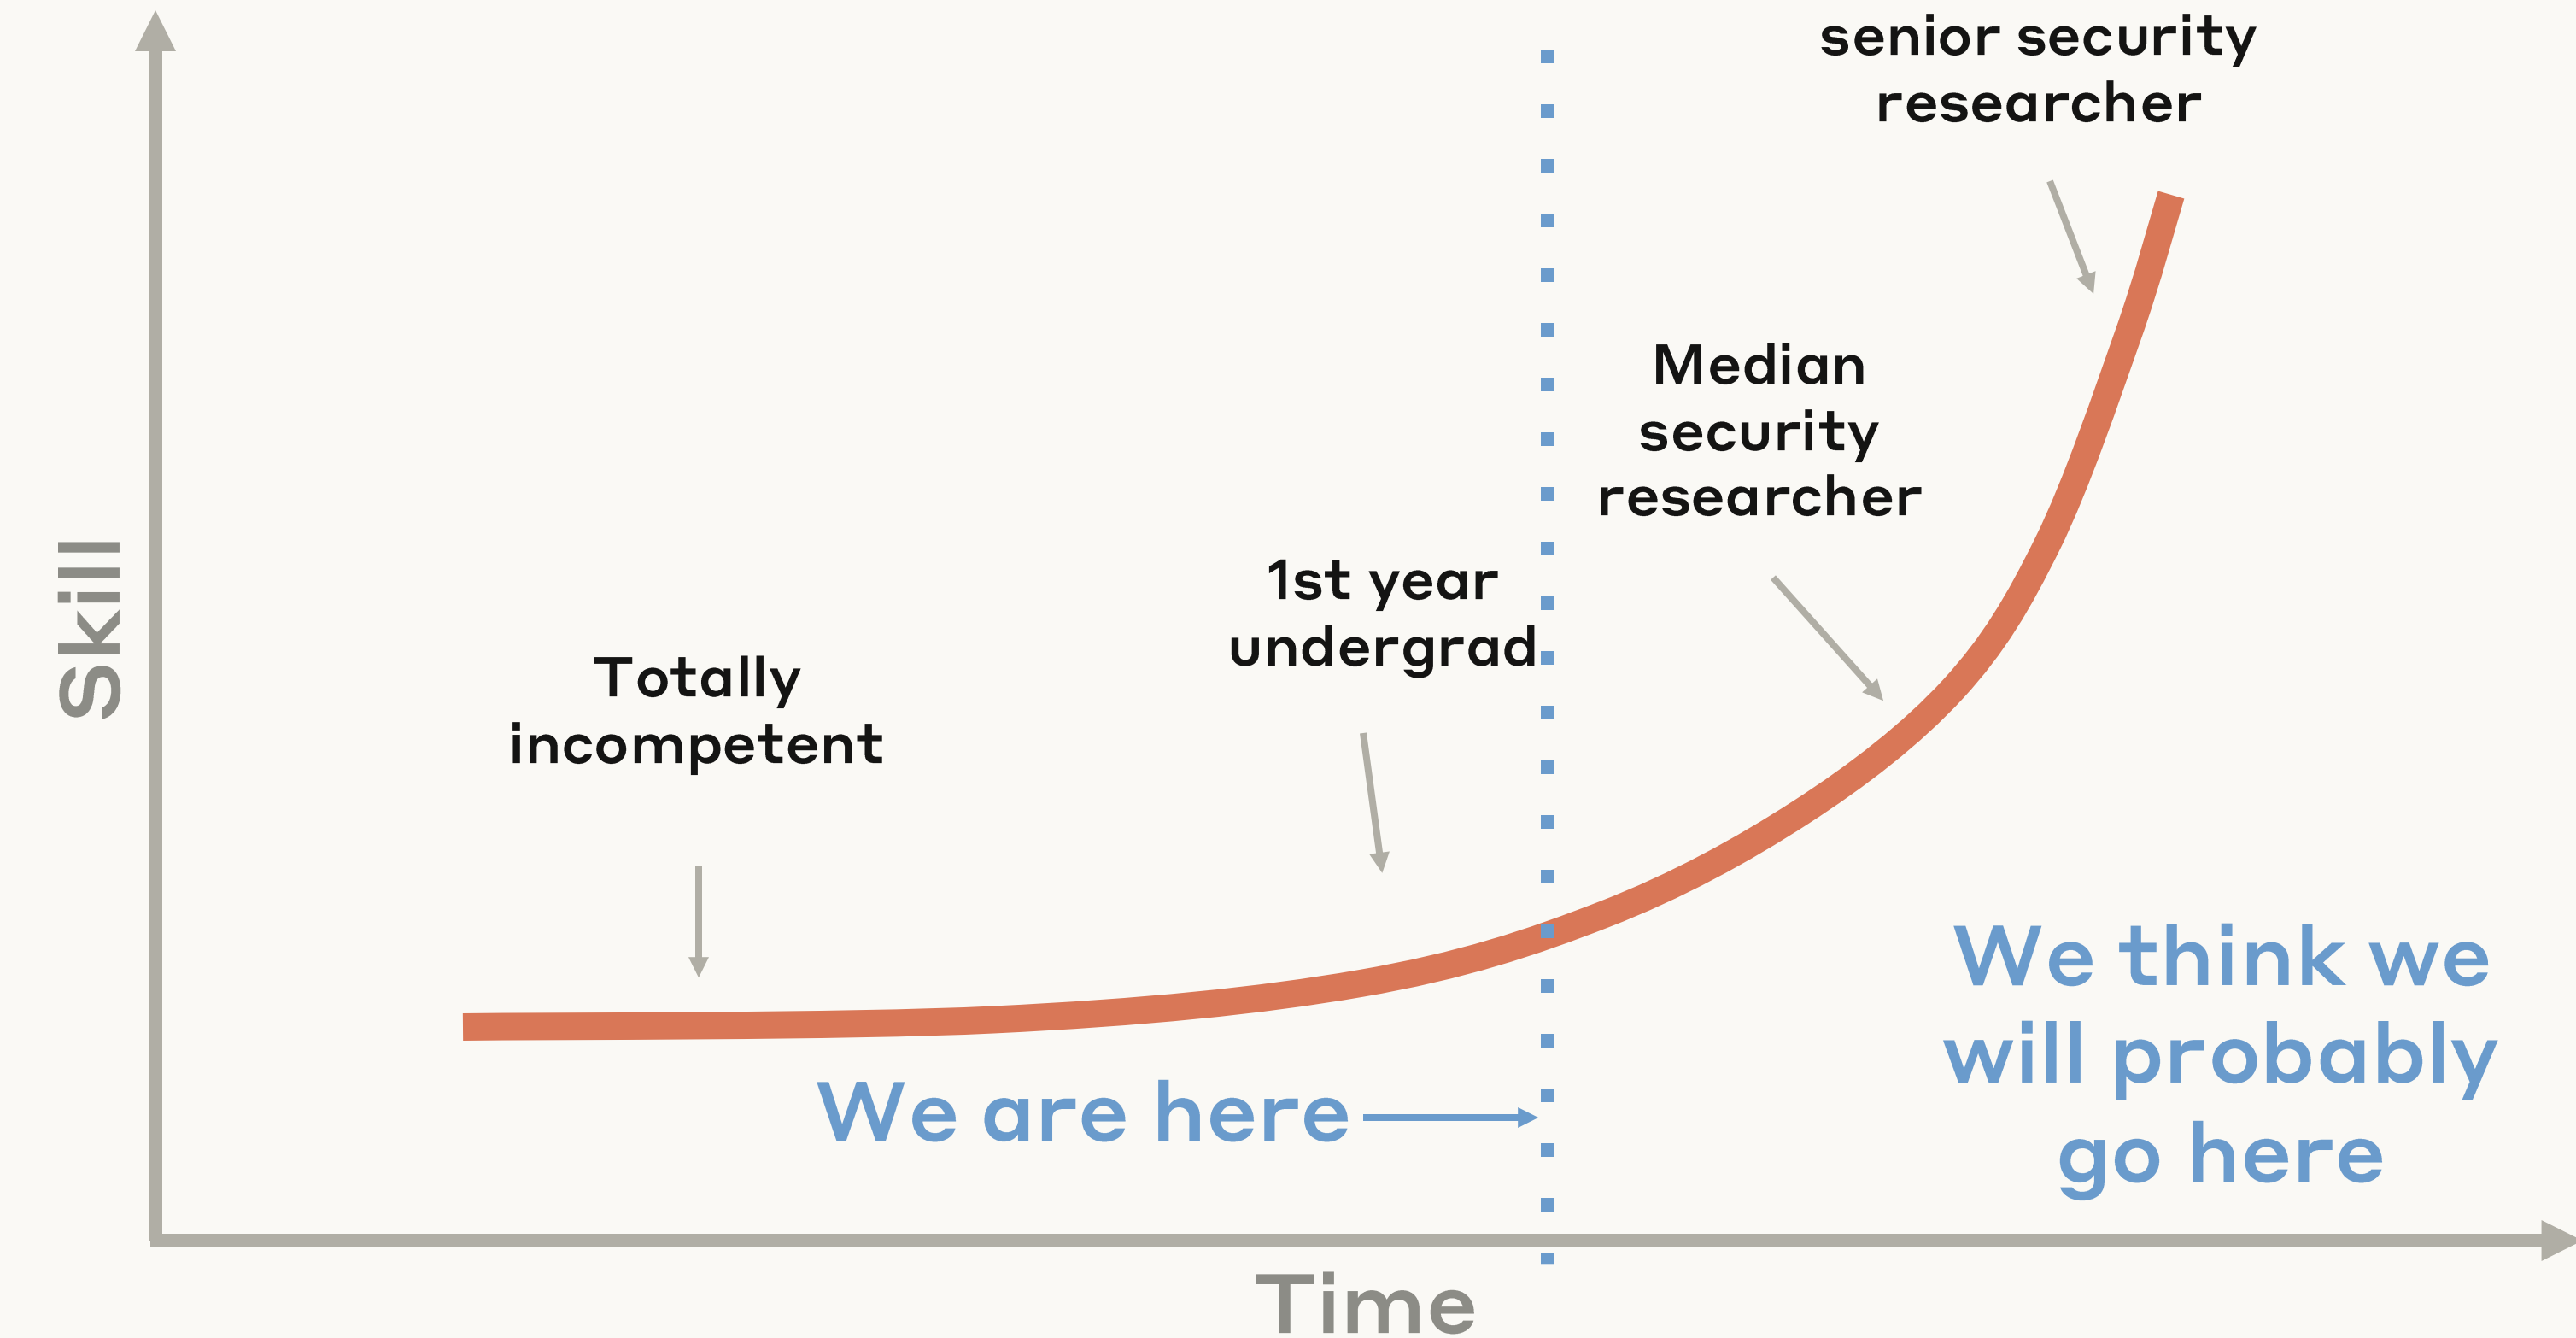 senior security
researcher
Median
security
researcher
1st year
undergrad
Totally
incompetent
Skill
We are here
We think we
will probably
go here
Time